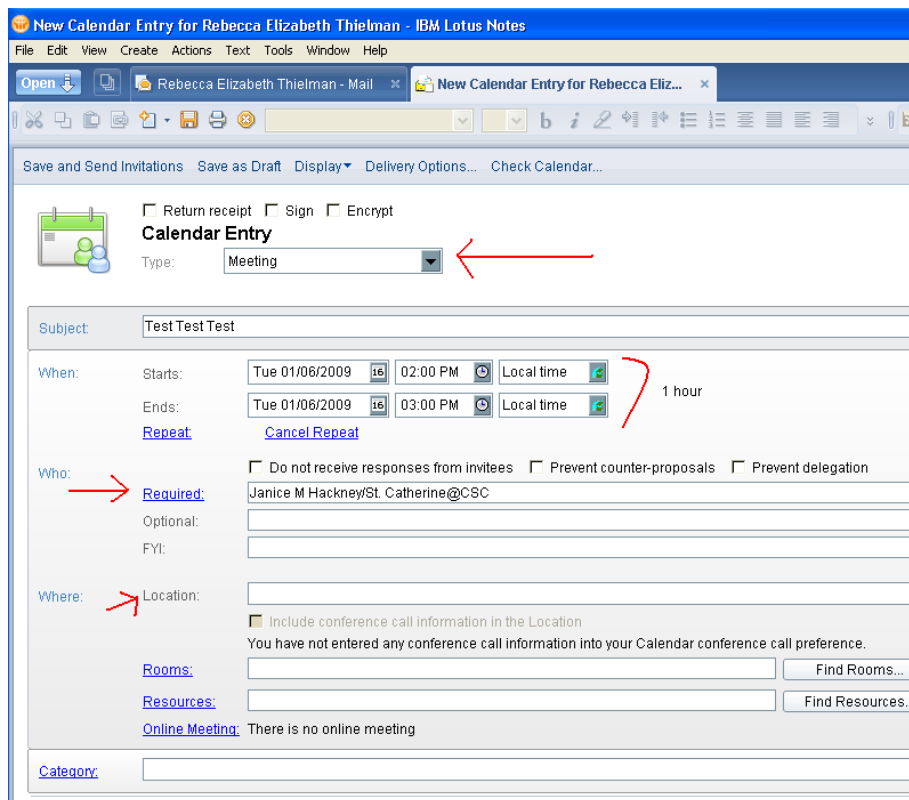 New Calendar Entry for Rebecca Elizabeth Thielman - IBM Lotus Notes
File Edit View Create Actions Text Tools Window Help
Open Rebecca Elizabeth Thielman - Mail × New Calendar Entry for Rebecca Eliz... ×
b i
Save and Send Invitations Save as Draft Display Delivery Options... Check Calendar...
Return receipt Sign Encrypt
Calendar Entry
Type: Meeting
Subject: Test Test Test
When: Starts: Tue 01/06/2009 16 02:00 PM Local time
1 hour
Ends: Tue 01/06/2009 16 03:00 PM Local time
Repeat: Cancel Repeat
Who: Do not receive responses from invitees Prevent counter-proposals Prevent delegation
Required: Janice M Hackney/St. Catherine@CSC
Optional:
FYI:
Where: Location:
Include conference call information in the Location
You have not entered any conference call information into your Calendar conference call preference.
Rooms: Find Rooms...
Resources: Find Resources.
Online Meeting: There is no online meeting
Category: